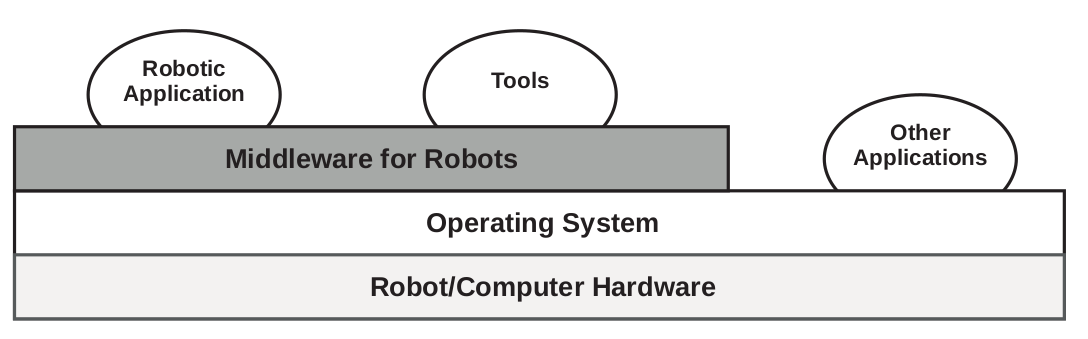 Robotic
Application
Tools
Other
Applications
Middleware for Robots
Operating System
Robot/Computer Hardware